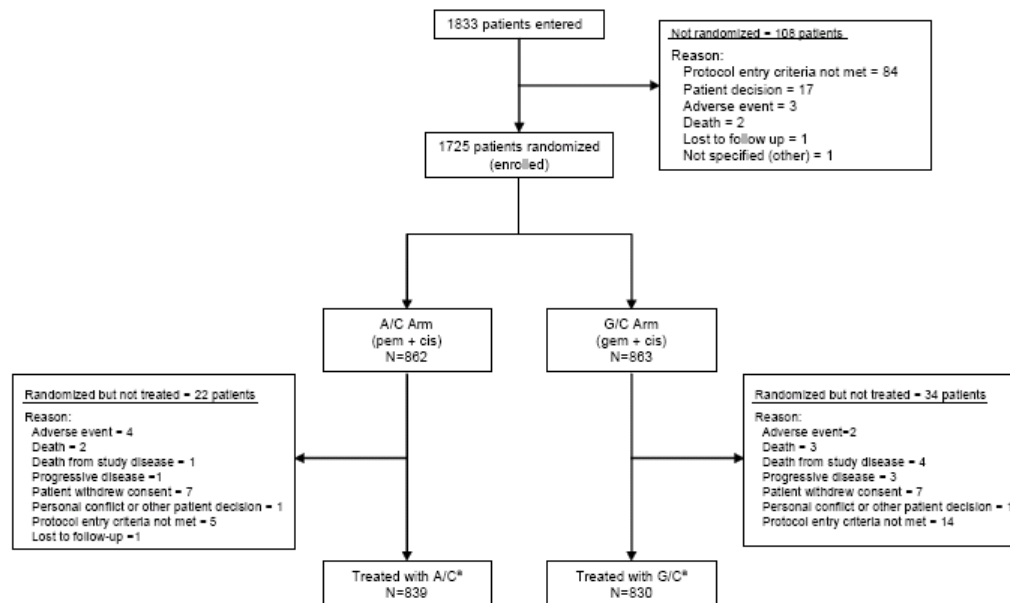 1833 patients entered
Not randomized = 108 patients
Reason:
Protocol entry criteria not met = 84
Patient decision = 17
Adverse event = 3
Death = 2
Lost to follow up = 1
Not specified (other) = 1
1725 patients randomized
(enrolled)
A/C Arm
(pem + cis)
N=862
G/C Arm
(gem + cis)
N=863
Randomized but not treated = 22 patients
Reason:
Adverse event= 4
Death = 2
Death from study disease = 1
Progressive disease =1
Patient withdrew consent = 7
Personal conflict or other patient decision = 1
Protocol entry criteria not met = 5
Lost to follow-up =1
Randomized but not treated = 34 patients
Reason:
Adverse event=2
Death = 3
Death from study disease = 4
Progressive disease = 3
Patient withdrew consent = 7
Personal conflict or other patient decision = 1
Protocol entry criteria not met = 14
Treated with A/Cª
N=839
Treated with G/Cª
N=830